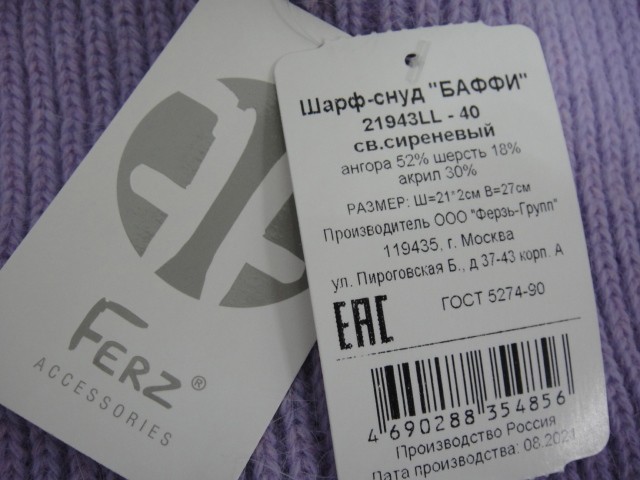 FERZ®
ACCESSORIES
Шарф-снуд "БАФФИ"
21943LL - 40
св.сиреневый
ангора 52% шерсть 18%
акрил 30%
РАЗМЕР: Ш=21*2см В=27см
Производитель ООО "Ферзь-Групп"
119435, г. Москва
ул. Пироговская Б., д 37-43 корп. А
EAC
ГОСТ 5274-90
4 690288 354856
Производство Россия
Дата производства: 08.2021